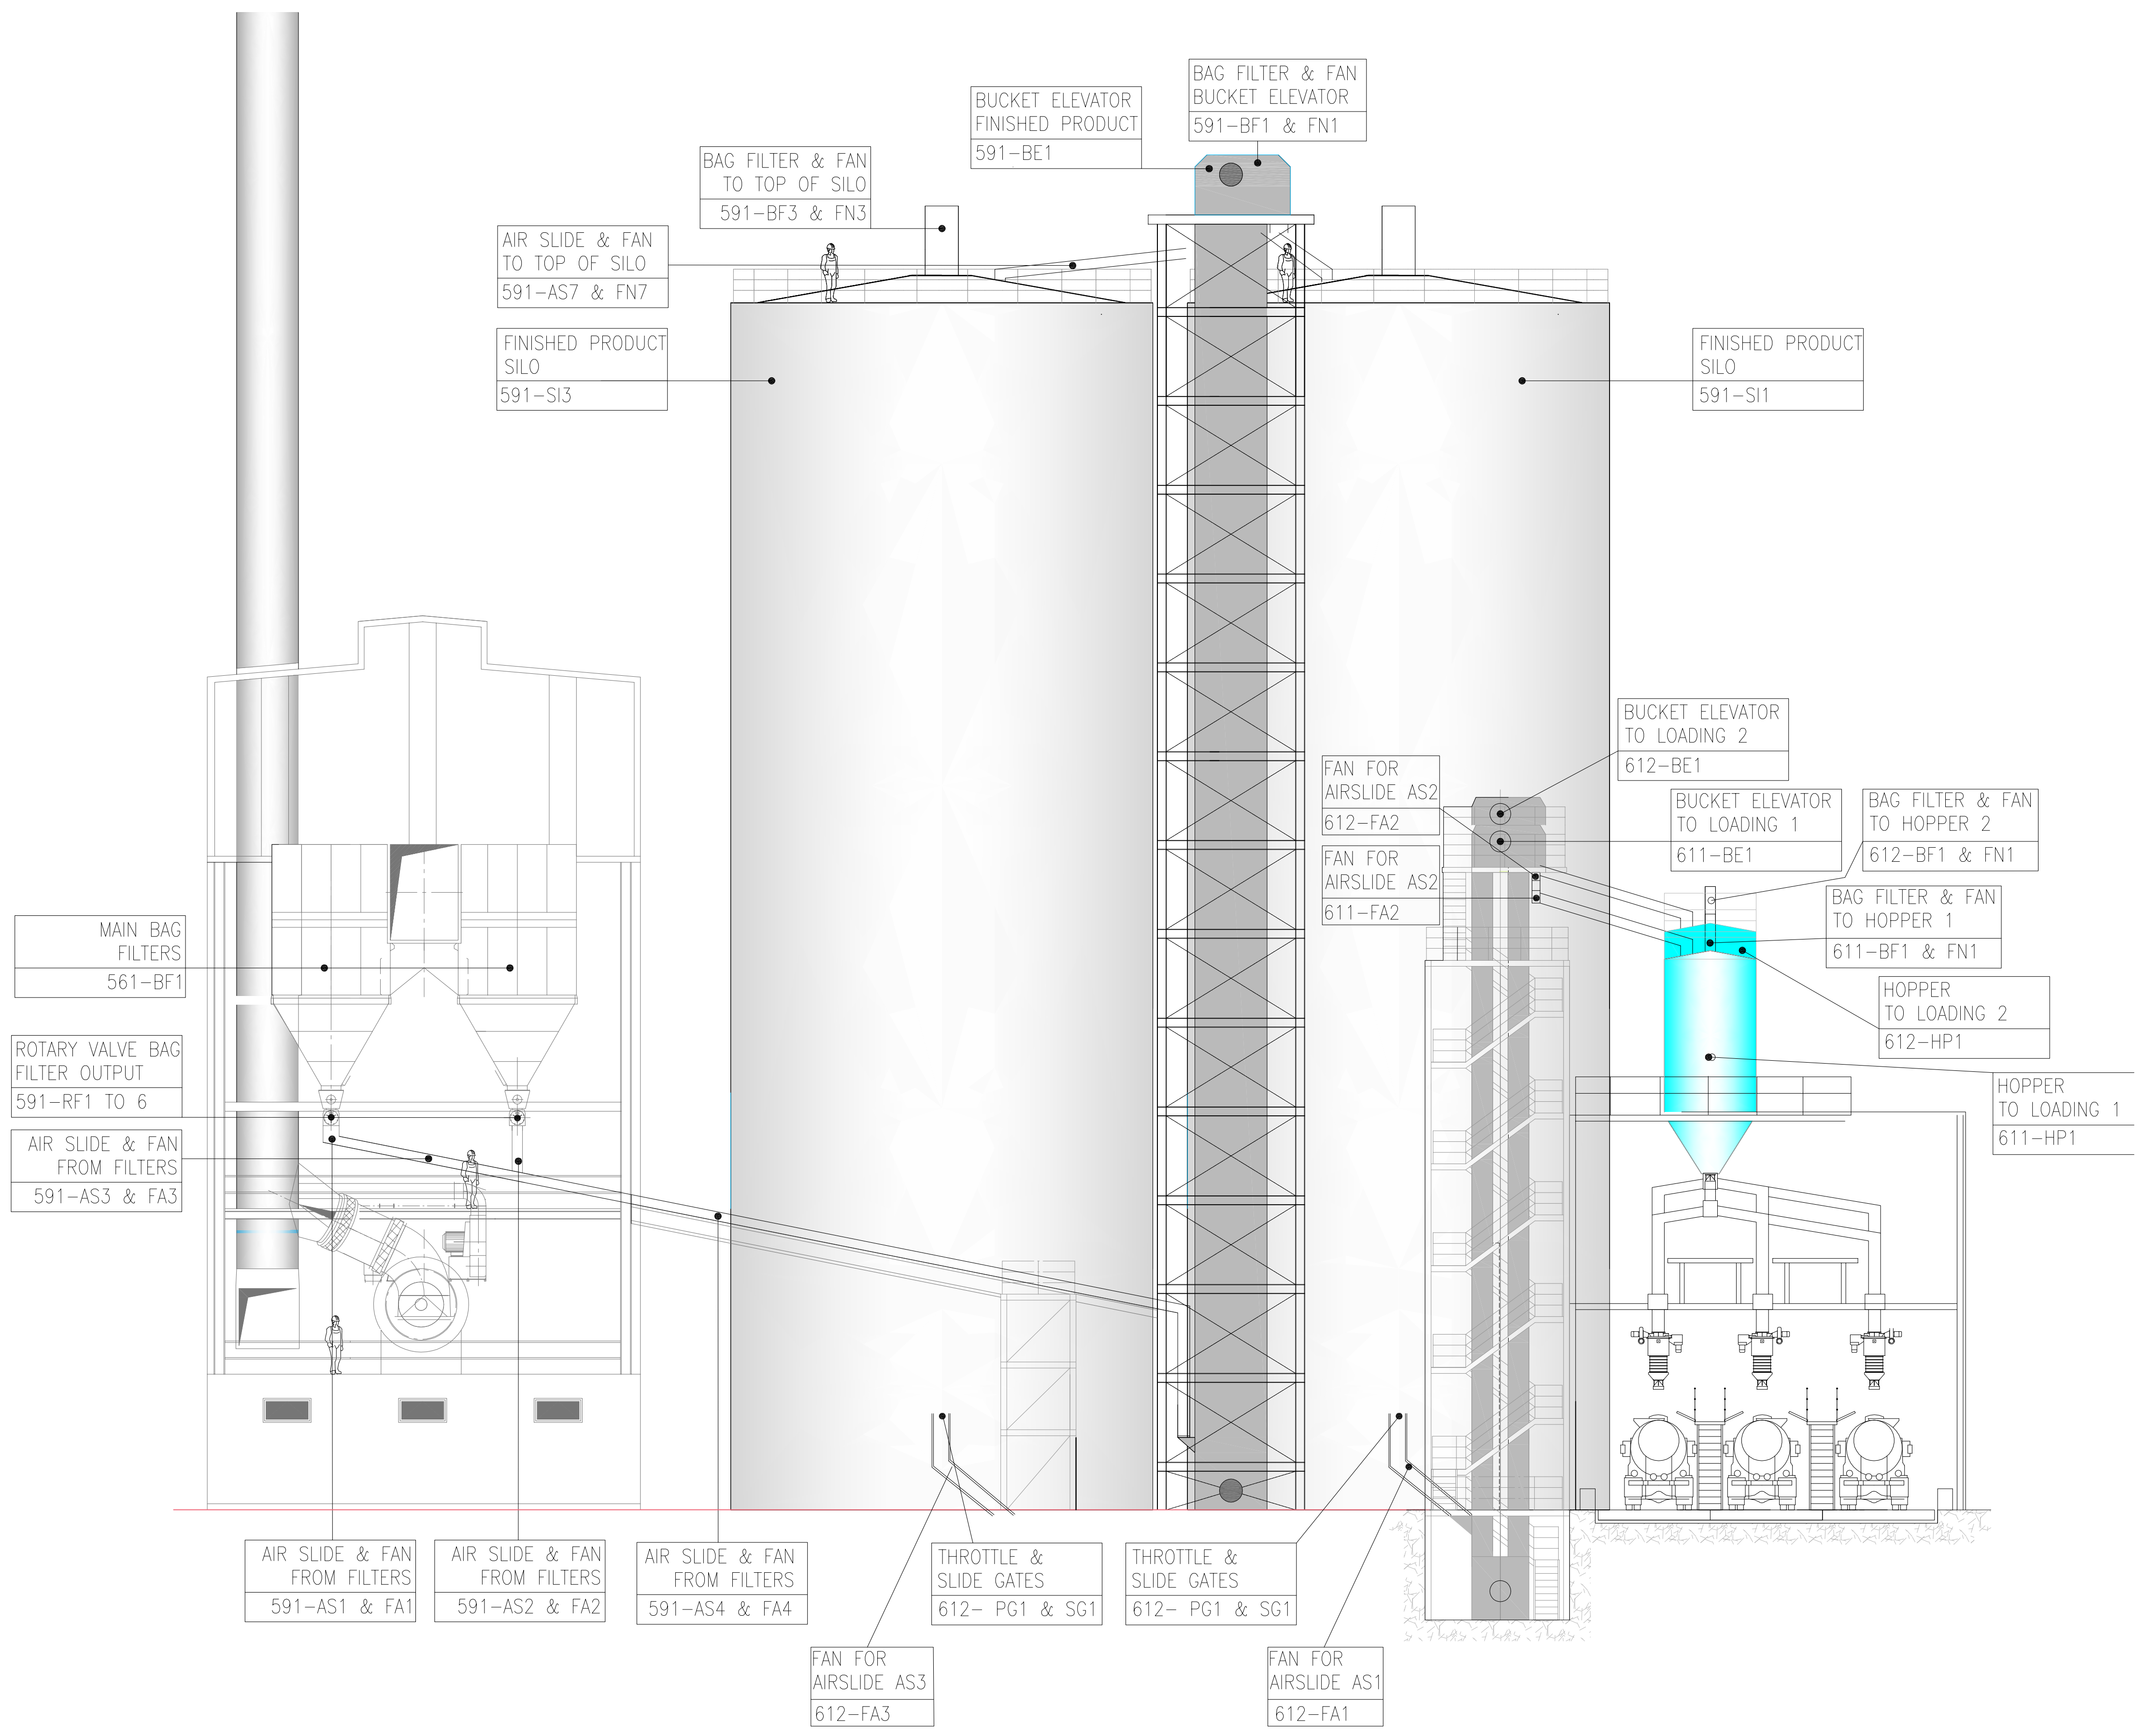 BAG FILTER & FAN
BUCKET ELEVATOR
591-BF1 & FN1
BUCKET ELEVATOR
FINISHED PRODUCT
591-BE1
BAG FILTER & FAN
TO TOP OF SILO
591-BF3 & FN3
AIR SLIDE & FAN
TO TOP OF SILO
591-AS7 & FN7
FINISHED PRODUCT
SILO
591-SI3
FINISHED PRODUCT
SILO
591-SI1
BUCKET ELEVATOR
TO LOADING 2
612-BE1
FAN FOR
AIRSLIDE AS2
612-FA2
BUCKET ELEVATOR
TO LOADING 1
611-BE1
BAG FILTER & FAN
TO HOPPER 2
612-BF1 & FN1
FAN FOR
AIRSLIDE AS2
611-FA2
BAG FILTER & FAN
TO HOPPER 1
611-BF1 & FN1
MAIN BAG
FILTERS
561-BF1
HOPPER
TO LOADING 2
612-HP1
ROTARY VALVE BAG
FILTER OUTPUT
591-RF1 TO 6
HOPPER
TO LOADING 1
611-HP1
AIR SLIDE & FAN
FROM FILTERS
591-AS3 & FA3
AIR SLIDE & FAN
FROM FILTERS
591-AS1 & FA1
AIR SLIDE & FAN
FROM FILTERS
591-AS2 & FA2
AIR SLIDE & FAN
FROM FILTERS
591-AS4 & FA4
THROTTLE &
SLIDE GATES
612- PG1 & SG1
THROTTLE &
SLIDE GATES
612- PG1 & SG1
FAN FOR
AIRSLIDE AS3
612-FA3
FAN FOR
AIRSLIDE AS1
612-FA1